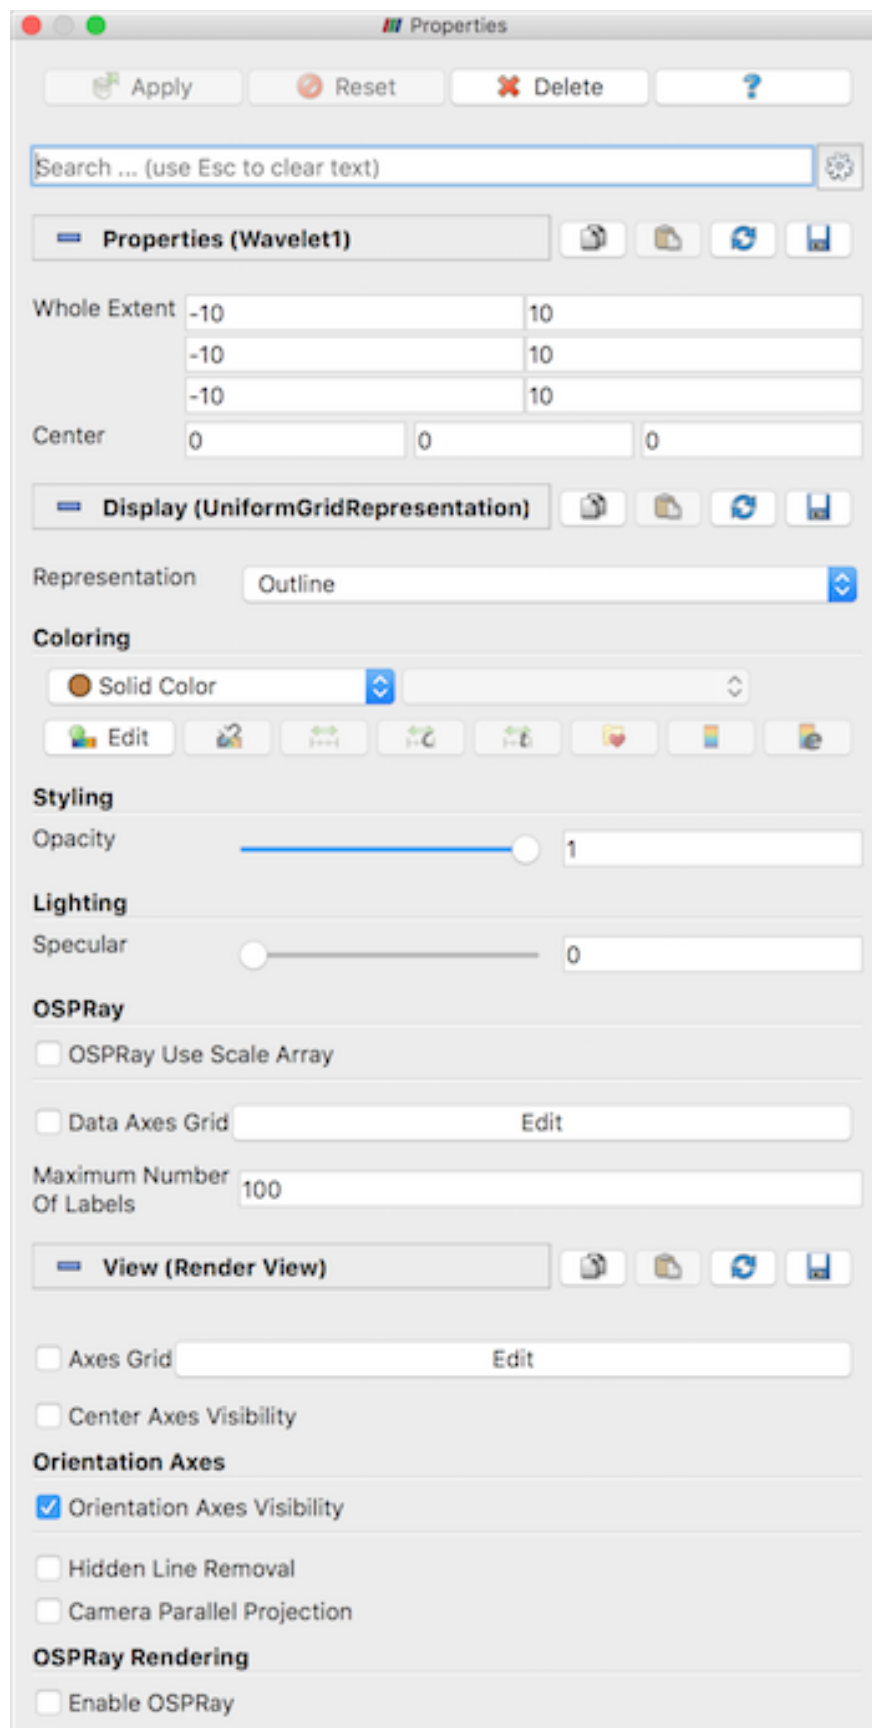 Properties
Apply Reset Delete ?
Search ... (use Esc to clear text)
Properties (Wavelet1)
Whole Extent -10 10
-10 10
-10 10
Center 0 0 0
Display (UniformGridRepresentation)
Representation Outline
Coloring
Solid Color
Edit
Styling
Opacity 1
Lighting
Specular 0
OSPRay
OSPRay Use Scale Array
Data Axes Grid Edit
Maximum Number
Of Labels 100
View (Render View)
Axes Grid Edit
Center Axes Visibility
Orientation Axes
Orientation Axes Visibility
Hidden Line Removal
Camera Parallel Projection
OSPRay Rendering
Enable OSPRay